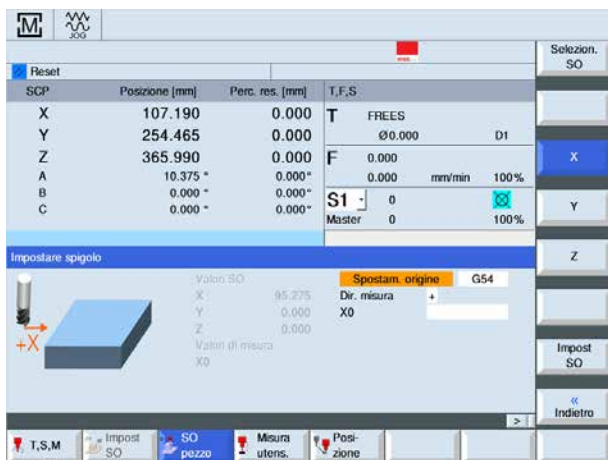 M JOG
Selezion. SO
Reset
SCP Posizione [mm] Perc. res. [mm] T,F,S
X 107.190 0.000 T FREES
Y 254.465 0.000 Ø0.000 D1
Z 365.990 0.000 F 0.000
A 10.375 ° 0.000° 0.000 mm/min 100%
B 0.000 ° 0.000° S1 0
C 0.000 ° 0.000° Master 0 100%
X
Y
Z
Impostare spigolo
Valori SO Spostam. origine G54
X 95.275 Dir. misura +
Y 0.000 X0
Z 0.000
Valori di misura
X0
+X
Impost SO
«
Indietro
>
T,S,M
Impost SO
SO pezzo
Misura utens.
Posi-
zione